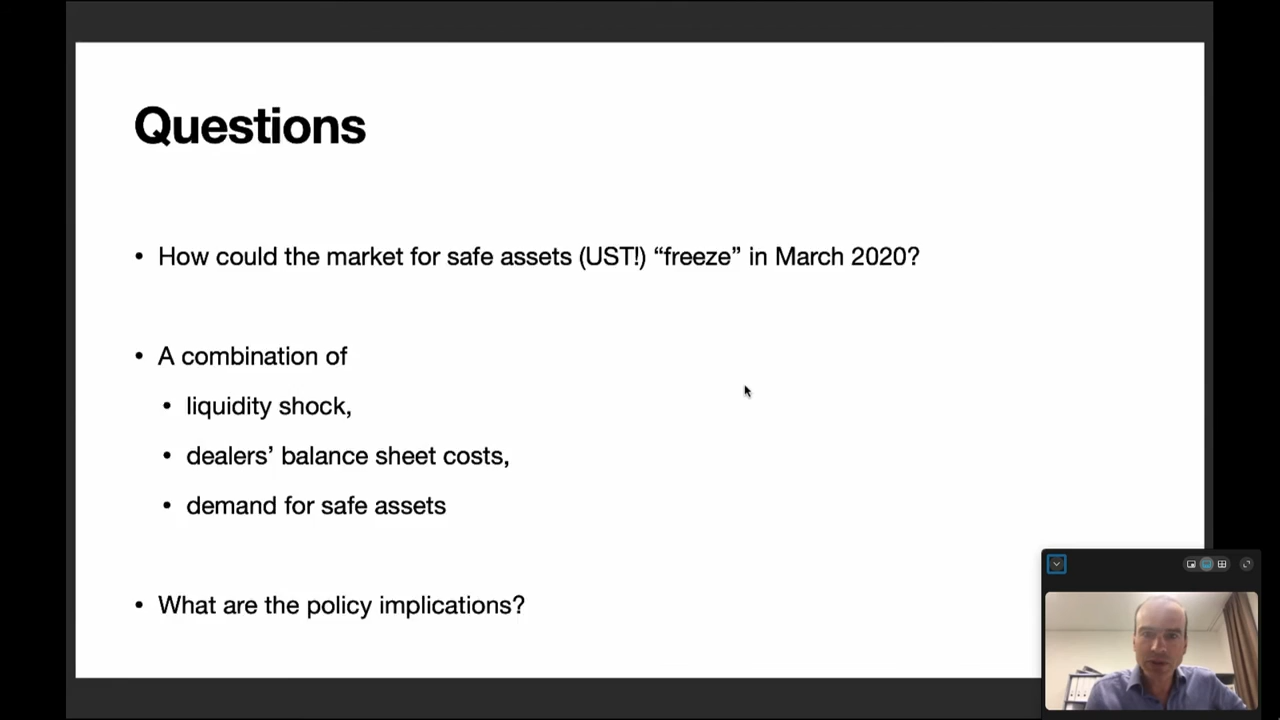 Questions
• How could the market for safe assets (UST!) “freeze” in March 2020?
• A combination of
• liquidity shock,
• dealers’ balance sheet costs,
• demand for safe assets
• What are the policy implications?